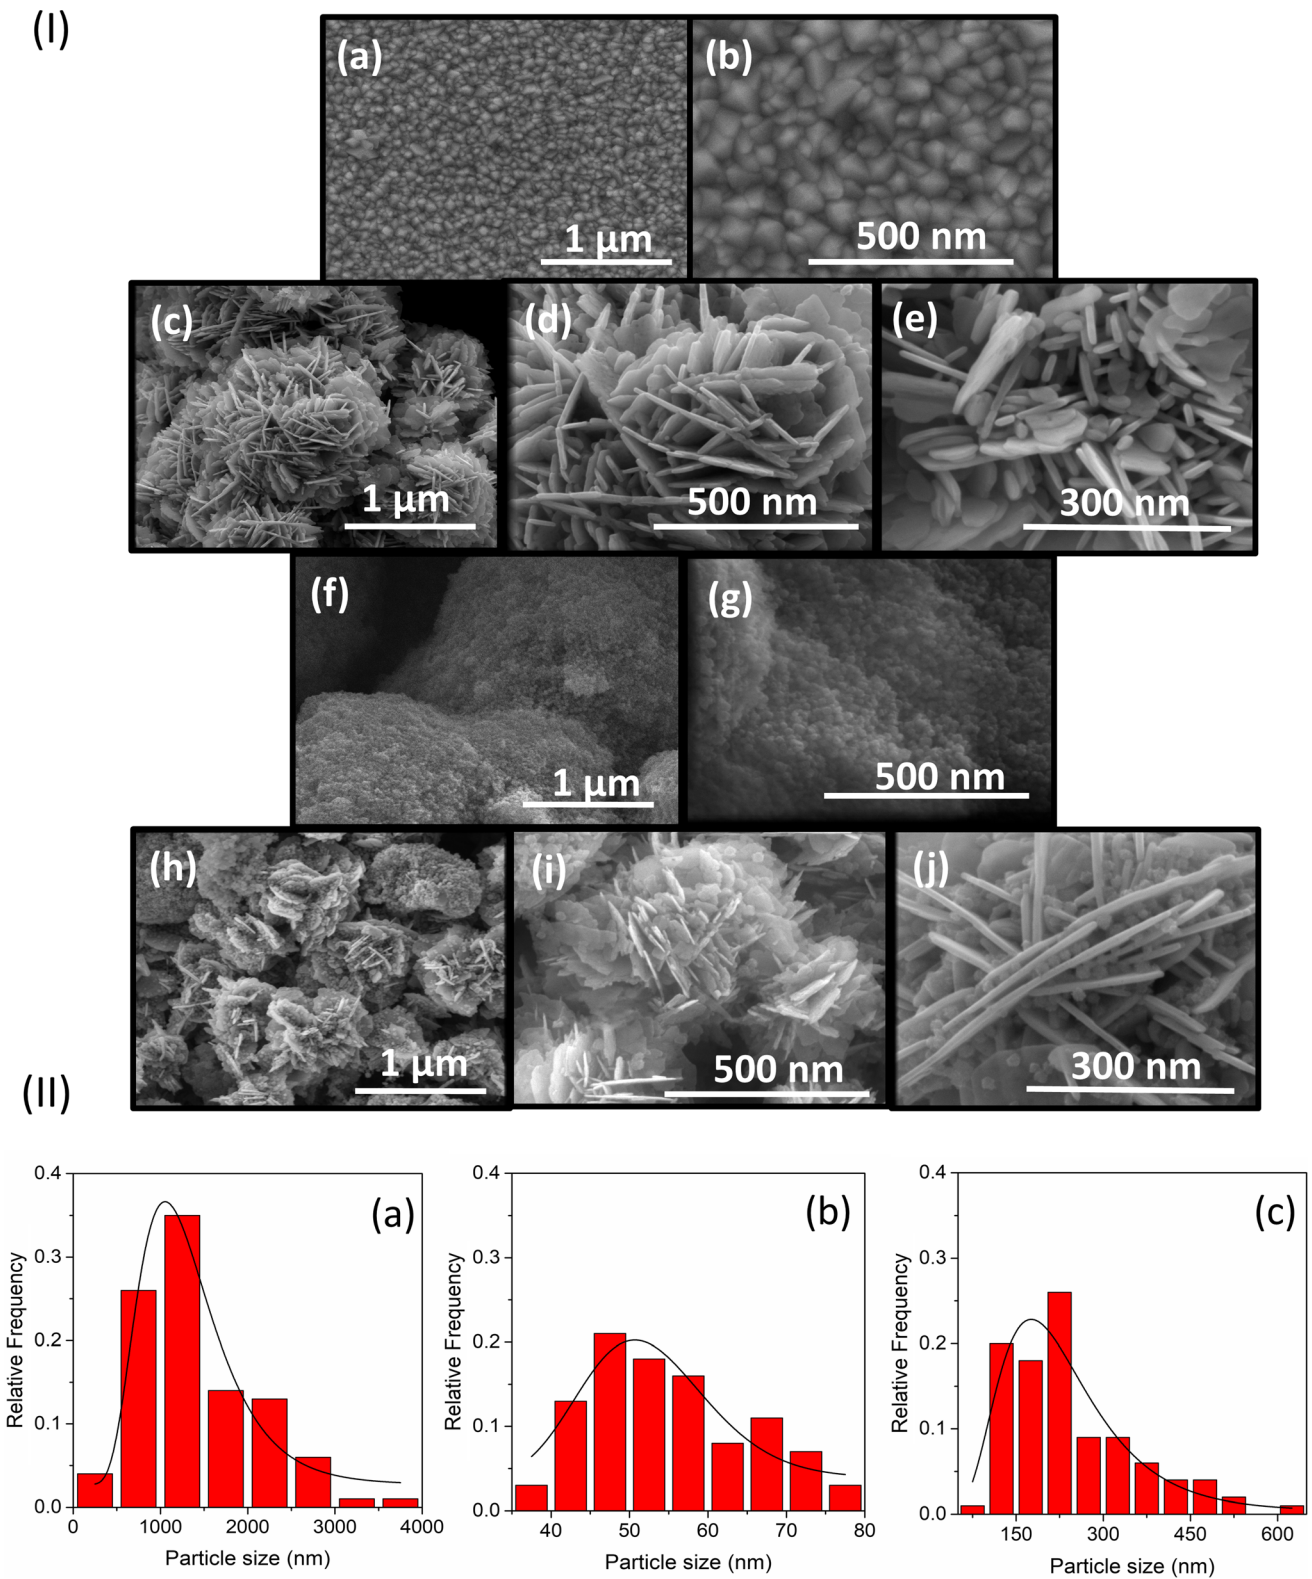 (I)
(a)
1 μm
(b)
500 nm
(c)
1 μm
(d)
500 nm
(e)
300 nm
(f)
1 μm
(g)
500 nm
(h)
1 μm
(i)
500 nm
(j)
300 nm
(II)
(a)
Relative Frequency
0.4
0.3
0.2
0.1
0.0
0 1000 2000 3000 4000
Particle size (nm)
(b)
Relative Frequency
0.4
0.3
0.2
0.1
0.0
40 50 60 70 80
Particle size (nm)
(c)
Relative Frequency
0.4
0.3
0.2
0.1
0.0
150 300 450 600
Particle size (nm)